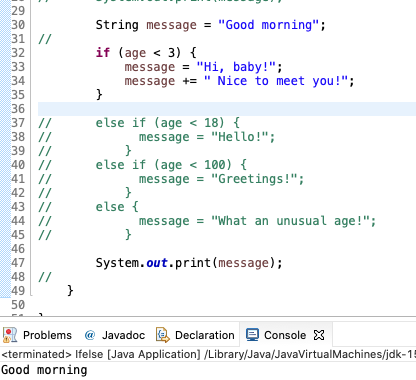 29
30 String message = "Good morning";
31 //
32 if (age < 3) {
33 message = "Hi, baby!";
34 message += " Nice to meet you!";
35 }
36
37 // else if (age < 18) {
38 // message = "Hello!";
39 // }
40 // else if (age < 100) {
41 // message = "Greetings!";
42 // }
43 // else {
44 // message = "What an unusual age!";
45 // }
46
47 System.out.print(message);
48 //
49 }
50
Problems @ Javadoc Declaration Console
<terminated> Ifelse [Java Application] /Library/Java/JavaVirtualMachines/jdk-15
Good morning